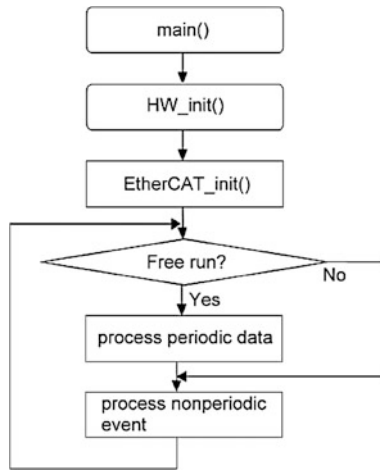 main()
HW_init()
EtherCAT_init()
Free run?
No
Yes
process periodic data
process nonperiodic
event